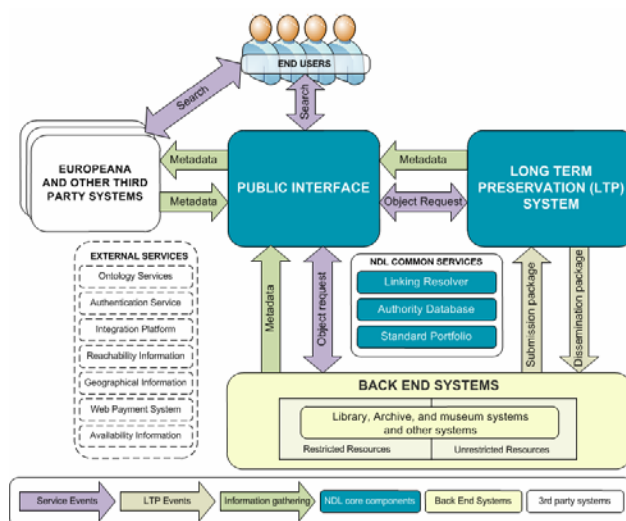 END USERS
Search
Search
EUROPEANA
AND OTHER THIRD
PARTY SYSTEMS
Metadata
Metadata
PUBLIC INTERFACE
Metadata
Object Request
LONG TERM
PRESERVATION (LTP)
SYSTEM
EXTERNAL SERVICES
Ontology Services
Authentication Service
Integration Platform
Reachability Information
Geographical Information
Web Payment System
Availability Information
Metadata
Object request
NDL COMMON SERVICES
Linking Resolver
Authority Database
Standard Portfolio
Submission package
Dissemination package
BACK END SYSTEMS
Library, Archive, and museum systems
and other systems
Restricted Resources
Unrestricted Resources
Service Events
LTP Events
Information gathering
NDL core components
Back End Systems
3rd party systems